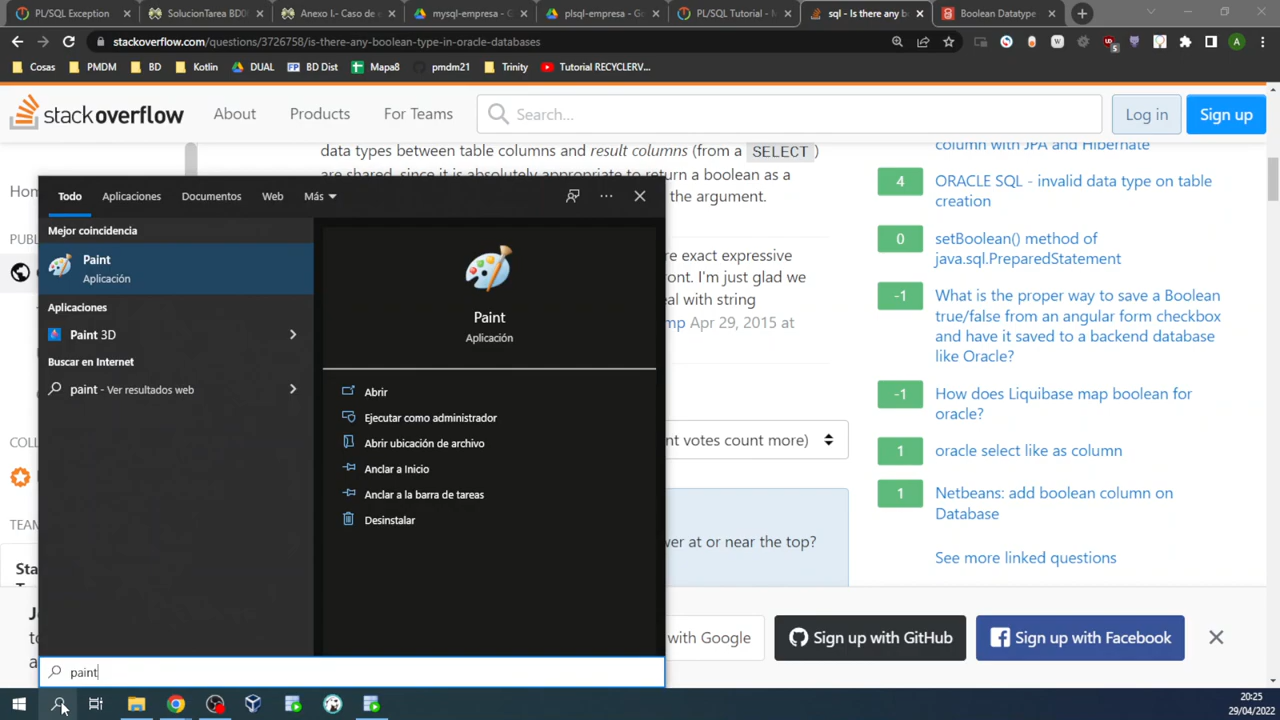 PL/SQL Exception
SolucionTarea BD0
Anexo I.- Caso de e
mysql-empresa - G
plsql-empresa - Go
PL/SQL Tutorial - 
sql - Is there any b
Boolean Datatype
stackoverflow.com/questions/3726758/is-there-any-boolean-type-in-oracle-databases
A
5
Cosas
PMDM
BD
Kotlin
DUAL
FP BD Dist
Mapa8
pmdm21
Trinity
Tutorial RECYCLERV...
stackoverflow
About
Products
For Teams
Search...
Log in
Sign up
data types between table columns and result columns (from a SELECT )
are shared, since it is absolutely appropriate to return a boolean as a
the argument.
re exact expressive
ront. I'm just glad we
eal with string
mp Apr 29, 2015 at
nt votes count more)
wer at or near the top?
column with JPA and Hibernate
4 ORACLE SQL - invalid data type on table
creation
0 setBoolean() method of
java.sql.PreparedStatement
-1 What is the proper way to save a Boolean
true/false from an angular form checkbox
and have it saved to a backend database
like Oracle?
-1 How does Liquibase map boolean for
oracle?
1 oracle select like as column
1 Netbeans: add boolean column on
Database
See more linked questions
Hom
PUBL
COLL
TEAM
Sta
with Google
Sign up with GitHub
Sign up with Facebook
Todo
Aplicaciones
Documentos
Web
Más
Mejor coincidencia
Paint
Aplicación
Aplicaciones
Paint 3D
Buscar en Internet
paint - Ver resultados web
Paint
Aplicación
Abrir
Ejecutar como administrador
Abrir ubicación de archivo
Anclar a Inicio
Anclar a la barra de tareas
Desinstalar
paint
20:25
29/04/2022